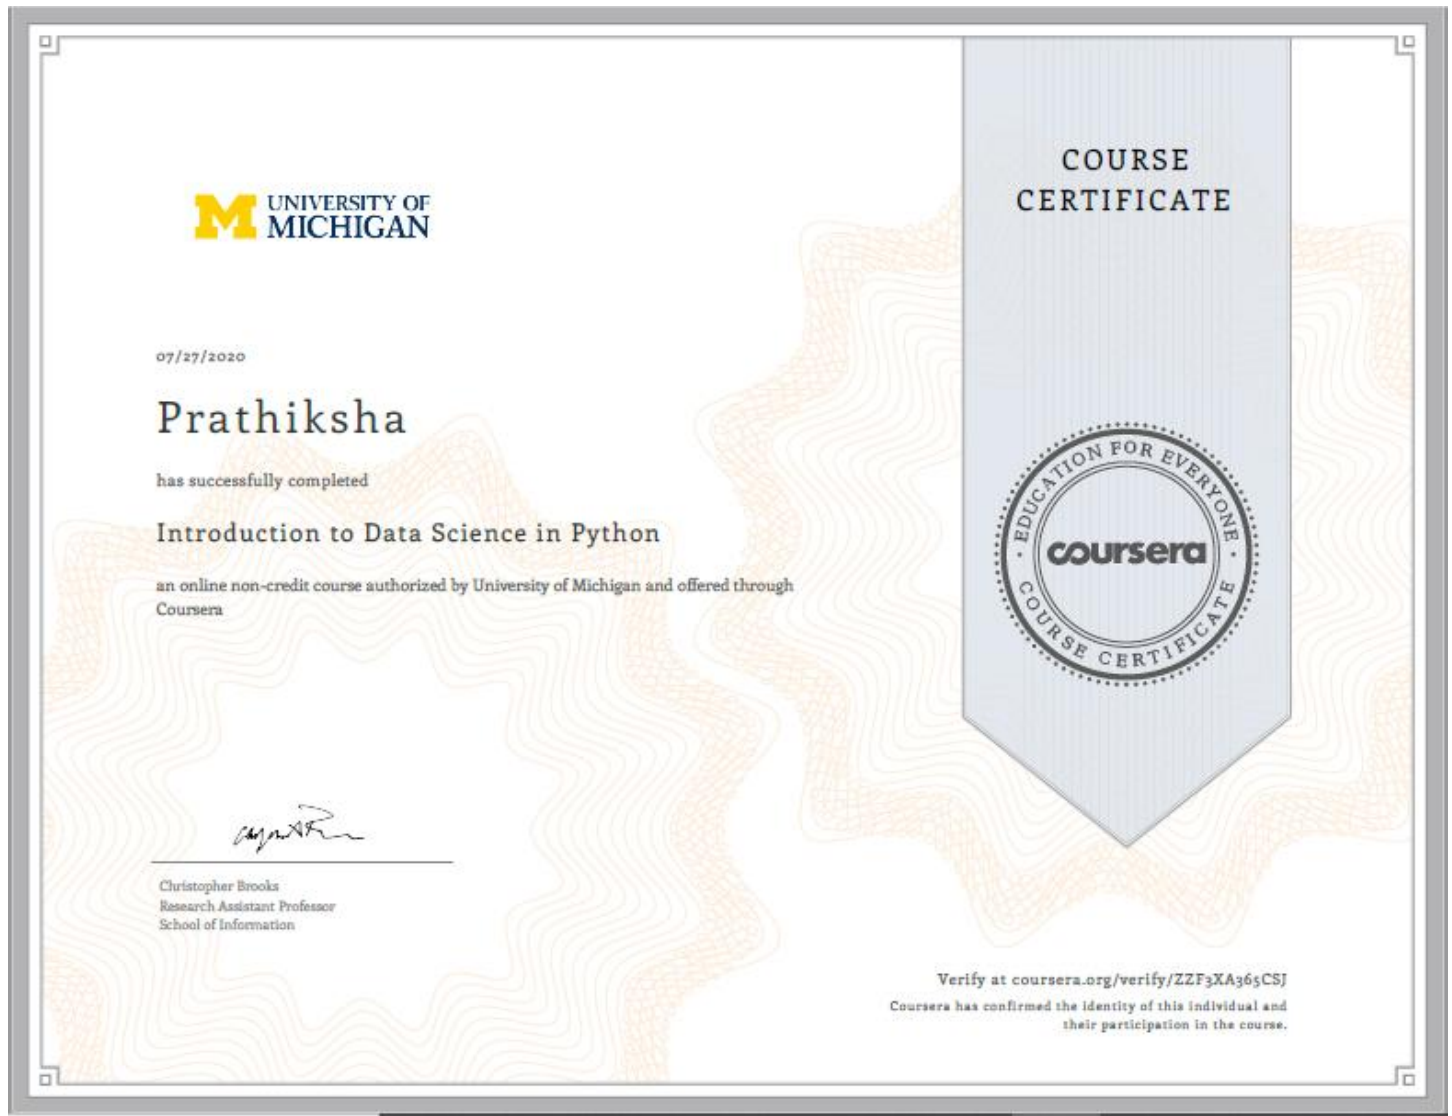 UNIVERSITY OF
MICHIGAN
COURSE
CERTIFICATE
07/27/2020
Prathiksha
has successfully completed
Introduction to Data Science in Python
an online non-credit course authorized by University of Michigan and offered through
Coursera
EDUCATION FOR EVERYONE
coursera
COURSE CERTIFICATE
Christopher Brooks
Research Assistant Professor
School of Information
Verify at coursera.org/verify/ZZF3XA365CSJ
Coursera has confirmed the identity of this individual and
their participation in the course.